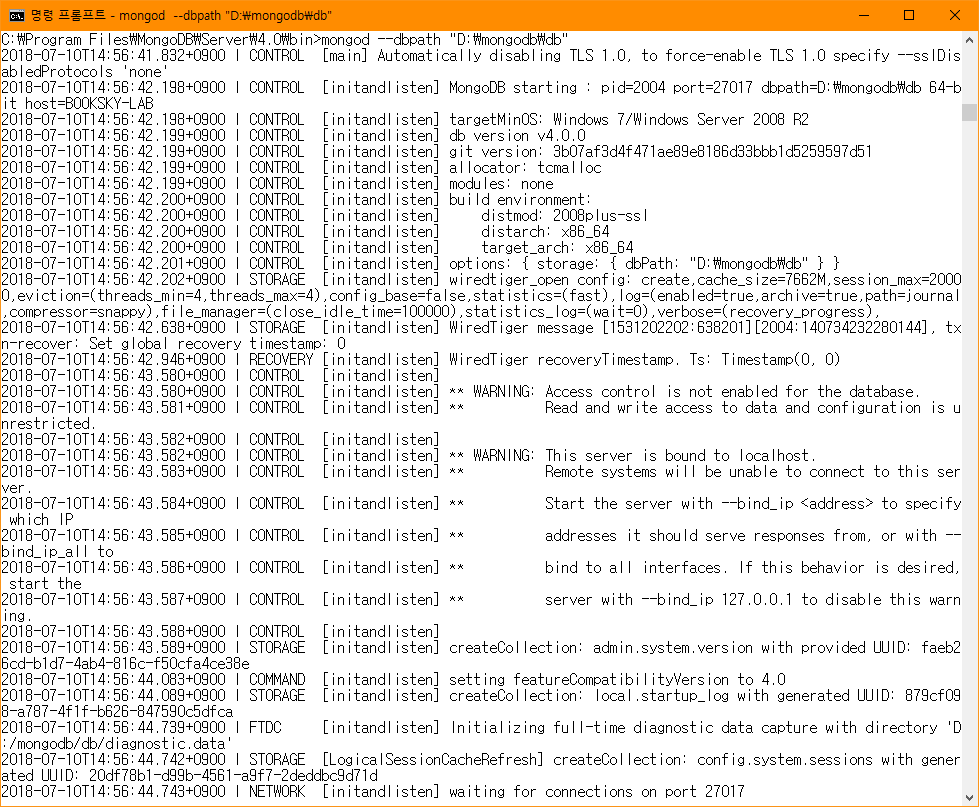 명령 프롬프트 - mongod  --dbpath "D:₩mongodb₩db"
C:₩Program Files₩MongoDB₩Server₩4.0₩bin>mongod --dbpath "D:₩mongodb₩db"
2018-07-10T14:56:41.832+0900 I CONTROL  [main] Automatically disabling TLS 1.0, to force-enable TLS 1.0 specify --sslDis
abledProtocols 'none'
2018-07-10T14:56:42.198+0900 I CONTROL  [initandlisten] MongoDB starting : pid=2004 port=27017 dbpath=D:₩mongodb₩db 64-b
it host=BOOKSKY-LAB
2018-07-10T14:56:42.198+0900 I CONTROL  [initandlisten] targetMinOS: Windows 7/Windows Server 2008 R2
2018-07-10T14:56:42.199+0900 I CONTROL  [initandlisten] db version v4.0.0
2018-07-10T14:56:42.199+0900 I CONTROL  [initandlisten] git version: 3b07af3d4f471ae89e8186d33bbb1d5259597d51
2018-07-10T14:56:42.199+0900 I CONTROL  [initandlisten] allocator: tcmalloc
2018-07-10T14:56:42.199+0900 I CONTROL  [initandlisten] modules: none
2018-07-10T14:56:42.200+0900 I CONTROL  [initandlisten] build environment:
2018-07-10T14:56:42.200+0900 I CONTROL  [initandlisten]     distmod: 2008plus-ssl
2018-07-10T14:56:42.200+0900 I CONTROL  [initandlisten]     distarch: x86_64
2018-07-10T14:56:42.200+0900 I CONTROL  [initandlisten]     target_arch: x86_64
2018-07-10T14:56:42.201+0900 I CONTROL  [initandlisten] options: { storage: { dbPath: "D:₩mongodb₩db" } }
2018-07-10T14:56:42.202+0900 I STORAGE  [initandlisten] wiredtiger_open config: create,cache_size=7662M,session_max=2000
0,eviction=(threads_min=4,threads_max=4),config_base=false,statistics=(fast),log=(enabled=true,archive=true,path=journal
,compressor=snappy),file_manager=(close_idle_time=100000),statistics_log=(wait=0),verbose=(recovery_progress),
2018-07-10T14:56:42.638+0900 I STORAGE  [initandlisten] WiredTiger message [1531202202:638201][2004:140734232280144], tx
n-recover: Set global recovery timestamp: 0
2018-07-10T14:56:42.946+0900 I RECOVERY [initandlisten] WiredTiger recoveryTimestamp. Ts: Timestamp(0, 0)
2018-07-10T14:56:43.580+0900 I CONTROL  [initandlisten]
2018-07-10T14:56:43.580+0900 I CONTROL  [initandlisten] ** WARNING: Access control is not enabled for the database.
2018-07-10T14:56:43.581+0900 I CONTROL  [initandlisten] **          Read and write access to data and configuration is u
nrestricted.
2018-07-10T14:56:43.582+0900 I CONTROL  [initandlisten]
2018-07-10T14:56:43.582+0900 I CONTROL  [initandlisten] ** WARNING: This server is bound to localhost.
2018-07-10T14:56:43.583+0900 I CONTROL  [initandlisten] **          Remote systems will be unable to connect to this ser
ver.
2018-07-10T14:56:43.584+0900 I CONTROL  [initandlisten] **          Start the server with --bind_ip <address> to specify
 which IP
2018-07-10T14:56:43.585+0900 I CONTROL  [initandlisten] **          addresses it should serve responses from, or with --
bind_ip_all to
2018-07-10T14:56:43.586+0900 I CONTROL  [initandlisten] **          bind to all interfaces. If this behavior is desired,
 start the
2018-07-10T14:56:43.587+0900 I CONTROL  [initandlisten] **          server with --bind_ip 127.0.0.1 to disable this warn
ing.
2018-07-10T14:56:43.588+0900 I CONTROL  [initandlisten]
2018-07-10T14:56:43.589+0900 I STORAGE  [initandlisten] createCollection: admin.system.version with provided UUID: faeb2
6cd-b1d7-4ab4-816c-f50cfa4ce38e
2018-07-10T14:56:44.083+0900 I COMMAND  [initandlisten] setting featureCompatibilityVersion to 4.0
2018-07-10T14:56:44.089+0900 I STORAGE  [initandlisten] createCollection: local.startup_log with generated UUID: 879cf09
8-a787-4f1f-b626-847590c5dfca
2018-07-10T14:56:44.739+0900 I FTDC     [initandlisten] Initializing full-time diagnostic data capture with directory 'D
:/mongodb/db/diagnostic.data'
2018-07-10T14:56:44.742+0900 I STORAGE  [LogicalSessionCacheRefresh] createCollection: config.system.sessions with gener
ated UUID: 20df78b1-d99b-4561-a9f7-2deddbc9d71d
2018-07-10T14:56:44.743+0900 I NETWORK  [initandlisten] waiting for connections on port 27017